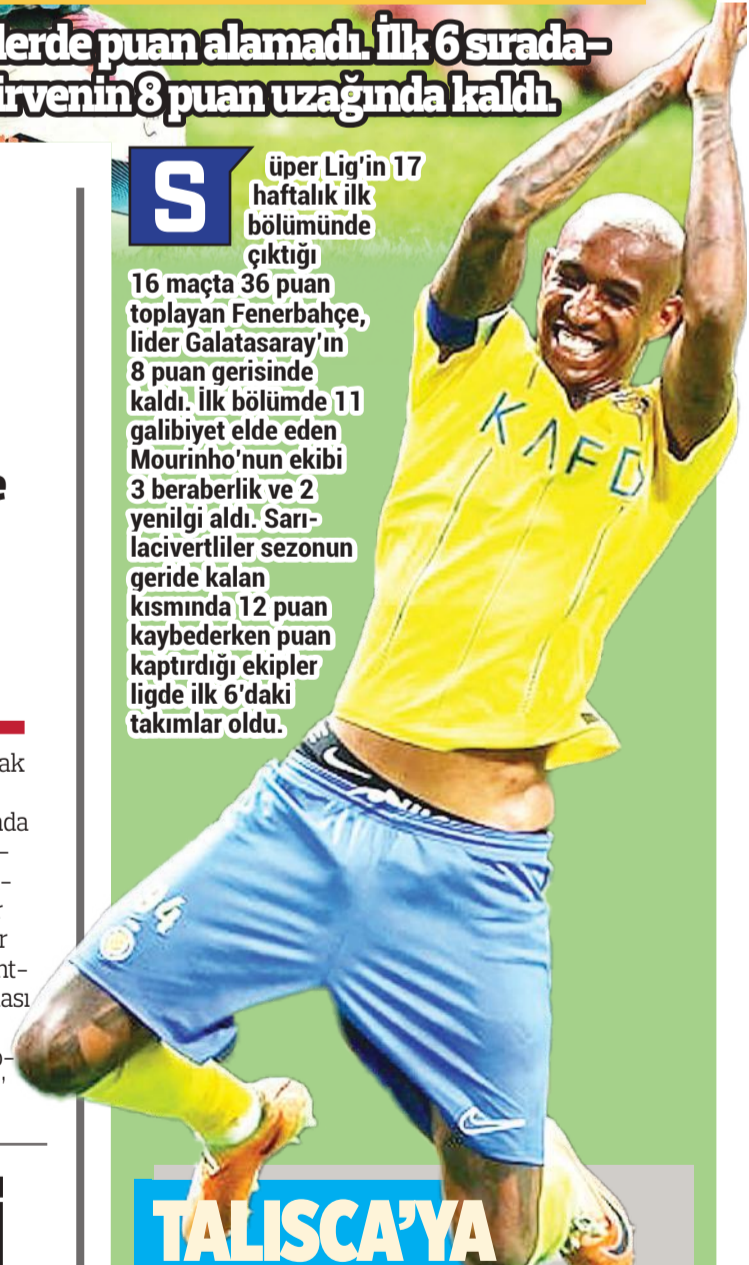 lerde puan alamadı. İlk 6 sırada-
irvenin 8 puan uzağında kaldı.
Süper Lig'in 17
haftalık ilk
bölümünde
çıktığı
16 maçta 36 puan
toplayan Fenerbahçe,
lider Galatasaray'ın
8 puan gerisinde
kaldı. İlk bölümde 11
galibiyet elde eden
Mourinho'nun ekibi
3 beraberlik ve 2
yenilgi aldı. Sarı-
lacivertliler sezonun
geride kalan
kısmında 12 puan
kaybederken puan
kaptırdığı ekipler
ligde ilk 6'daki
takımlar oldu.
KAFD
94
TALISCA'YA